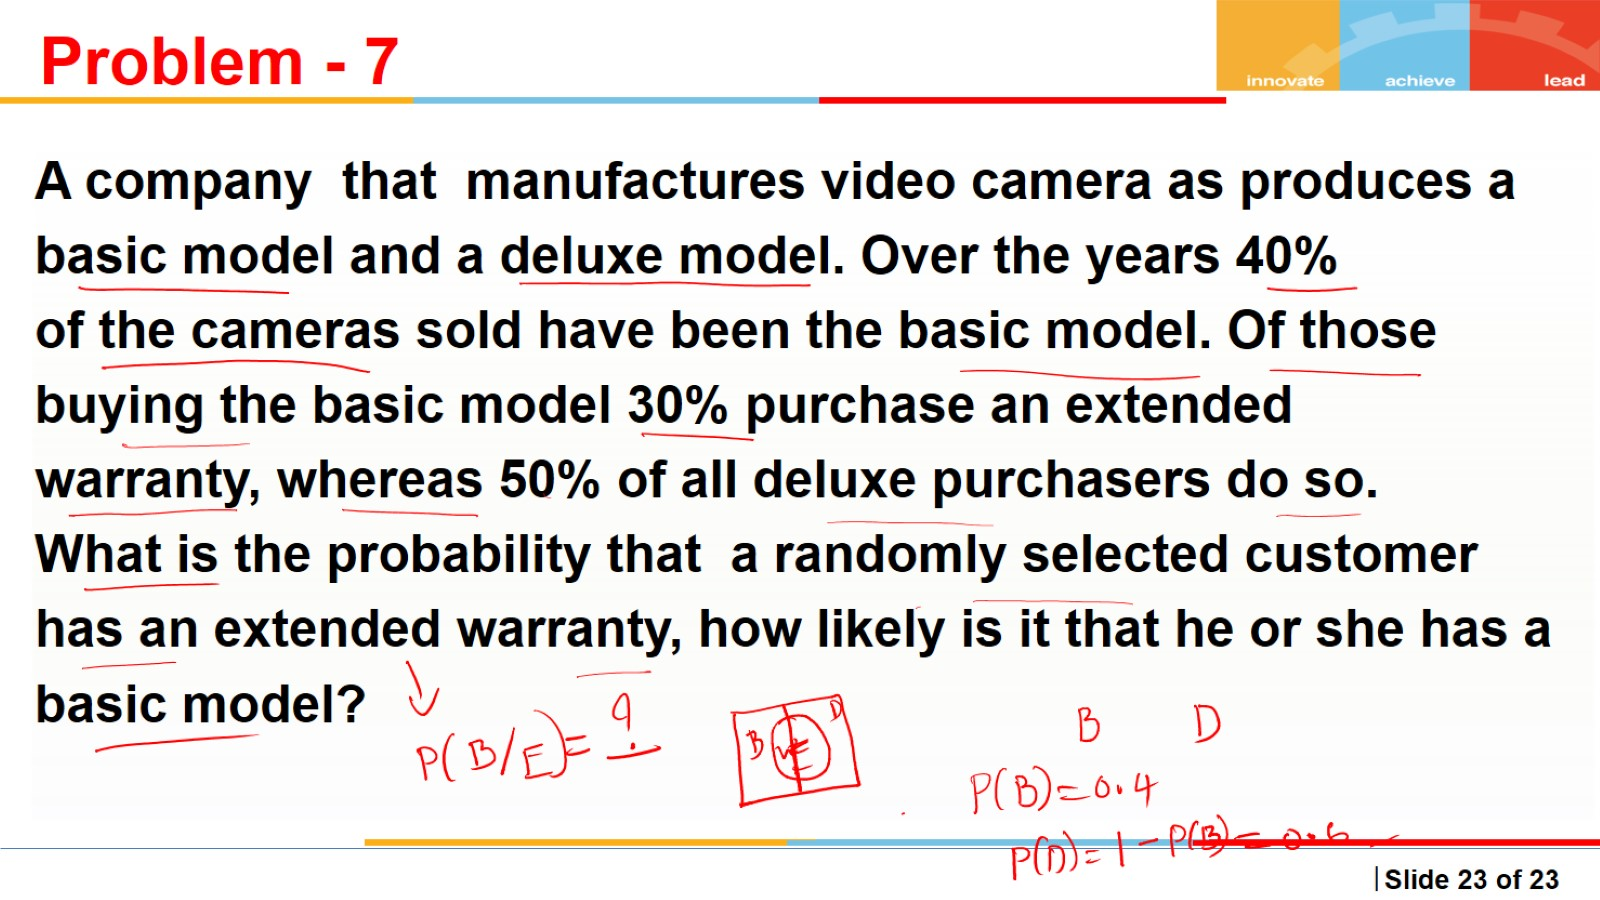 Problem - 7
innovate achieve lead
A company that manufactures video camera as produces a
basic model and a deluxe model. Over the years 40%
of the cameras sold have been the basic model. Of those
buying the basic model 30% purchase an extended
warranty, whereas 50% of all deluxe purchasers do so.
What is the probability that a randomly selected customer
has an extended warranty, how likely is it that he or she has a
basic model?
P(B/E) = ?
B D
E
B D
P(B) = 0.4
P(D) = 1 - P(B) = 0.6
Slide 23 of 23